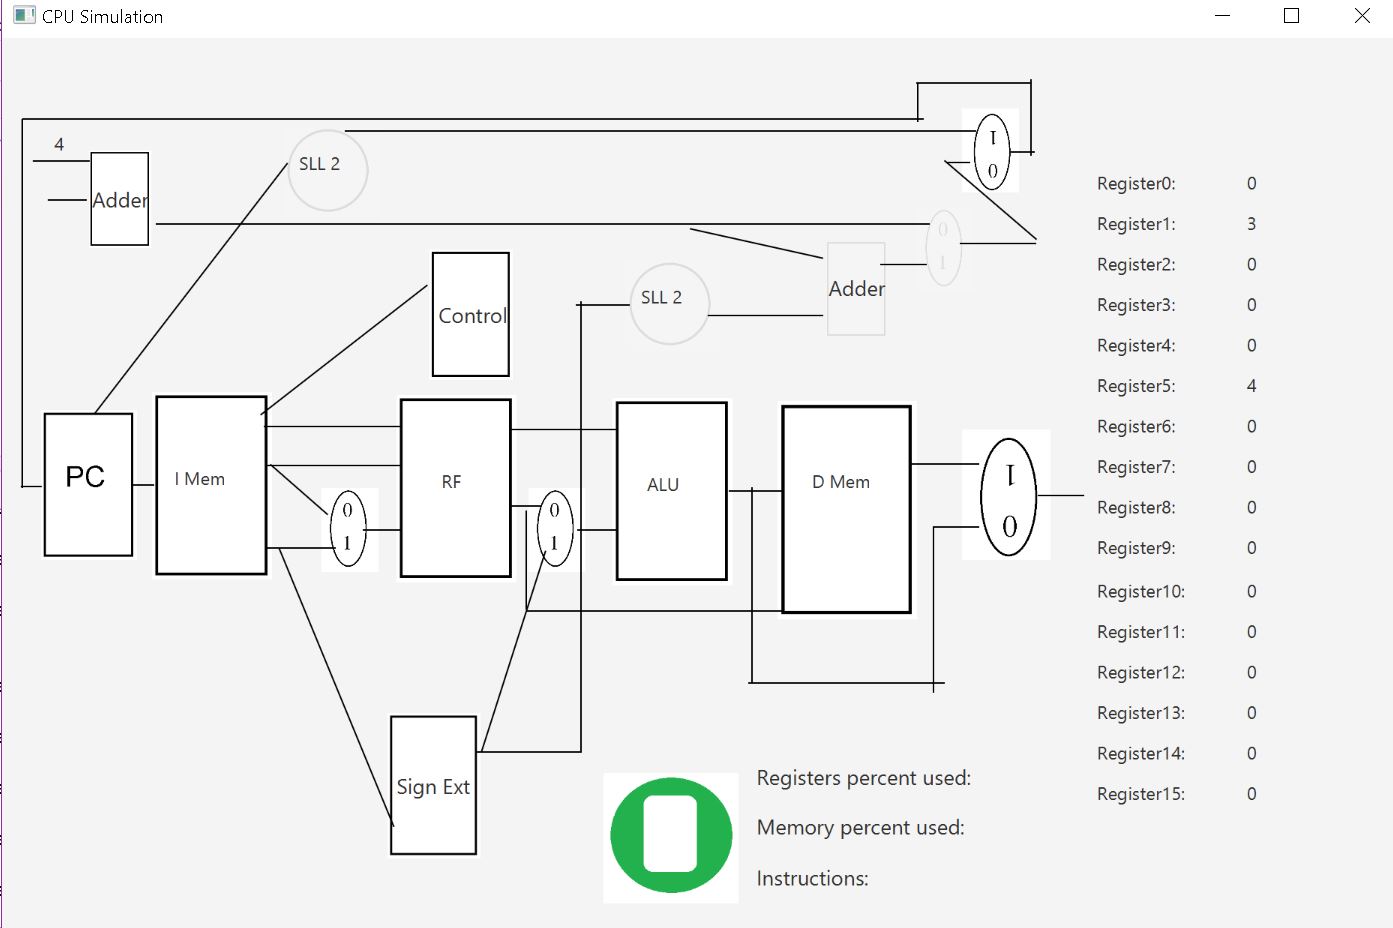 CPU Simulation
4
SLL 2
1
0
Adder
Register0: 0
Register1: 3
0
1
Register2: 0
Adder
SLL 2
Register3: 0
Control
Register4: 0
Register5: 4
Register6: 0
PC
I Mem
RF
ALU
D Mem
1
0
Register7: 0
0
1
0
1
Register8: 0
Register9: 0
Register10: 0
Register11: 0
Register12: 0
Register13: 0
Register14: 0
Register15: 0
Sign Ext
Registers percent used:
Memory percent used:
Instructions: